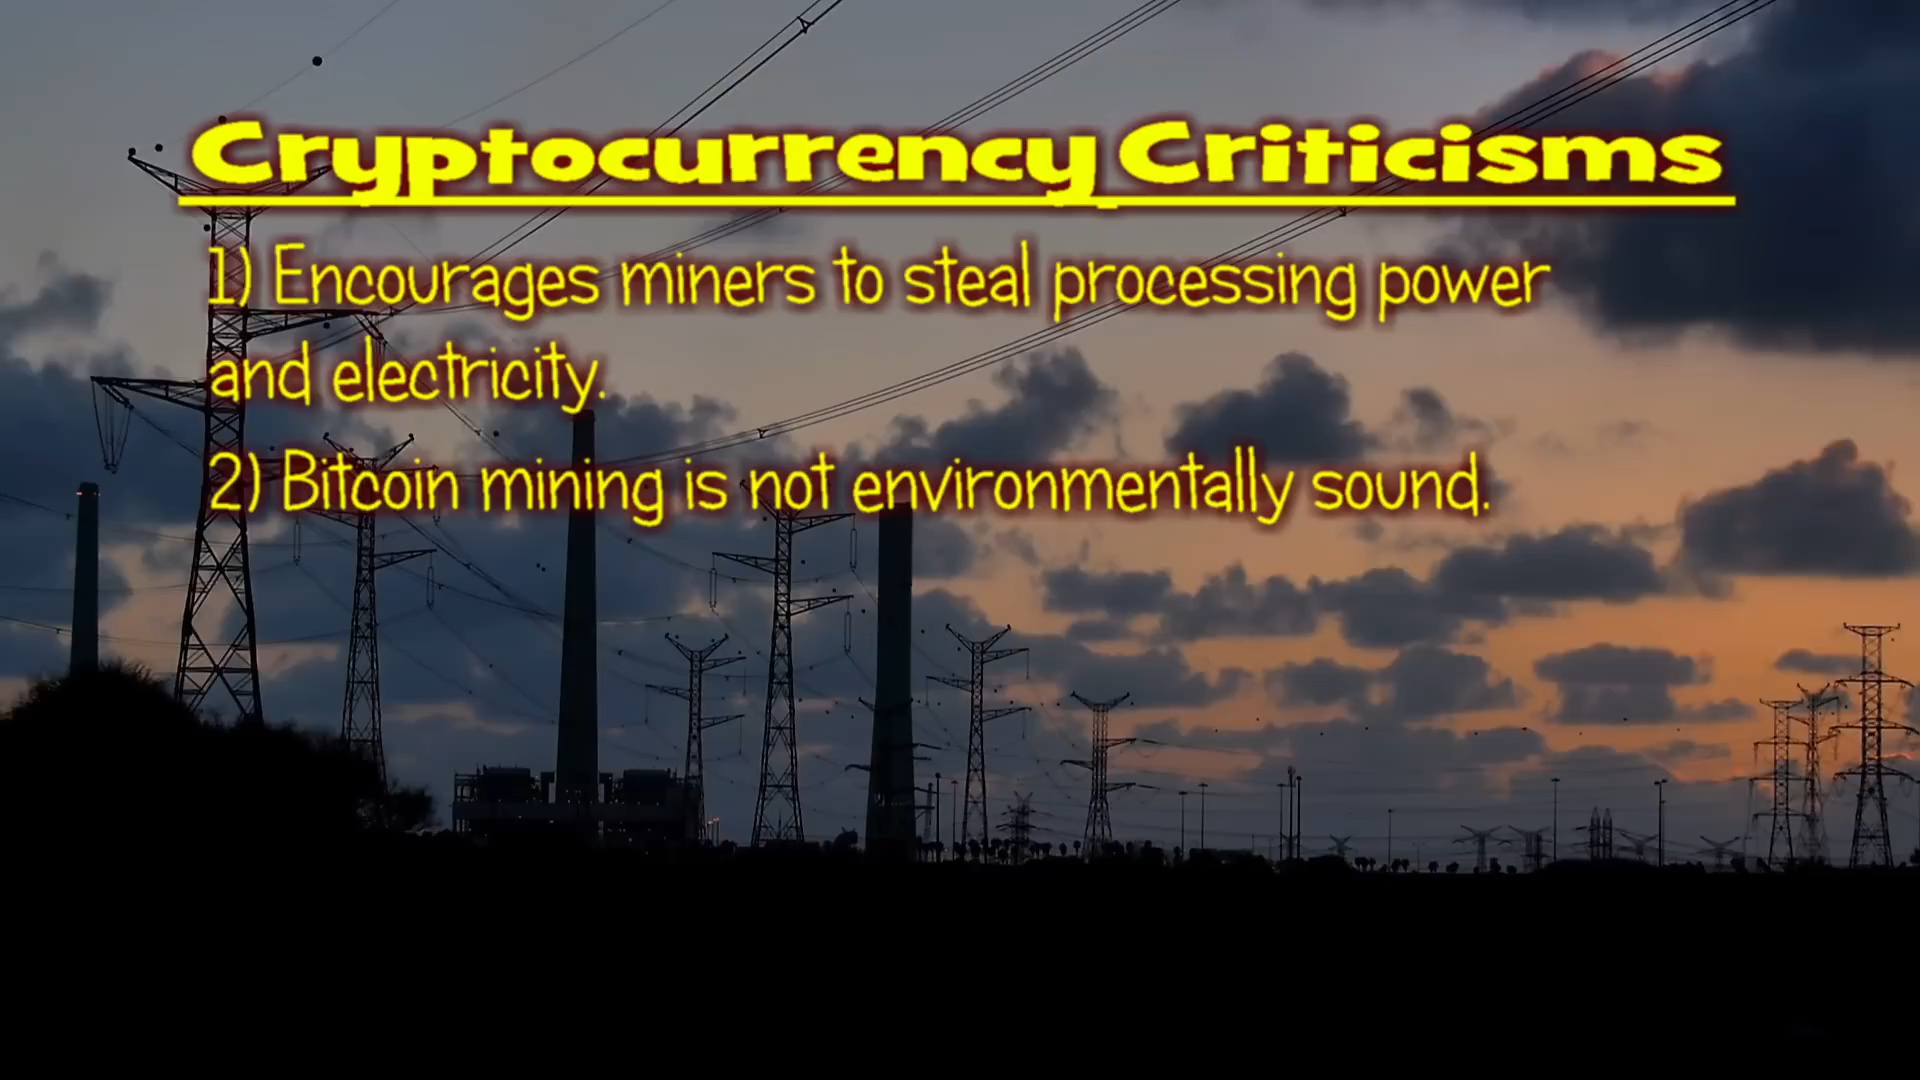 Cryptocurrency Criticisms
1) Encourages miners to steal processing power
and electricity.
2) Bitcoin mining is not environmentally sound.